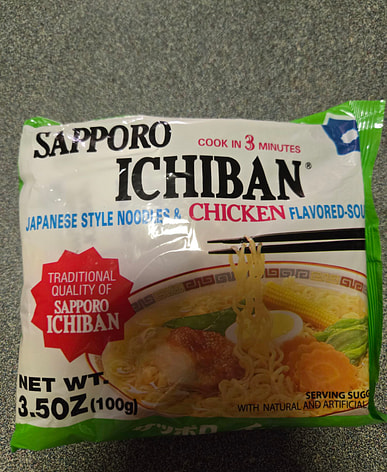 SAPPORO
COOK IN 3 MINUTES
ICHIBAN®
JAPANESE STYLE NOODLES & CHICKEN FLAVORED-SOU
TRADITIONAL
QUALITY OF
SAPPORO
ICHIBAN
NET WT.
3.5OZ (100g)
SERVING SUGG
WITH NATURAL AND ARTIFICIAL